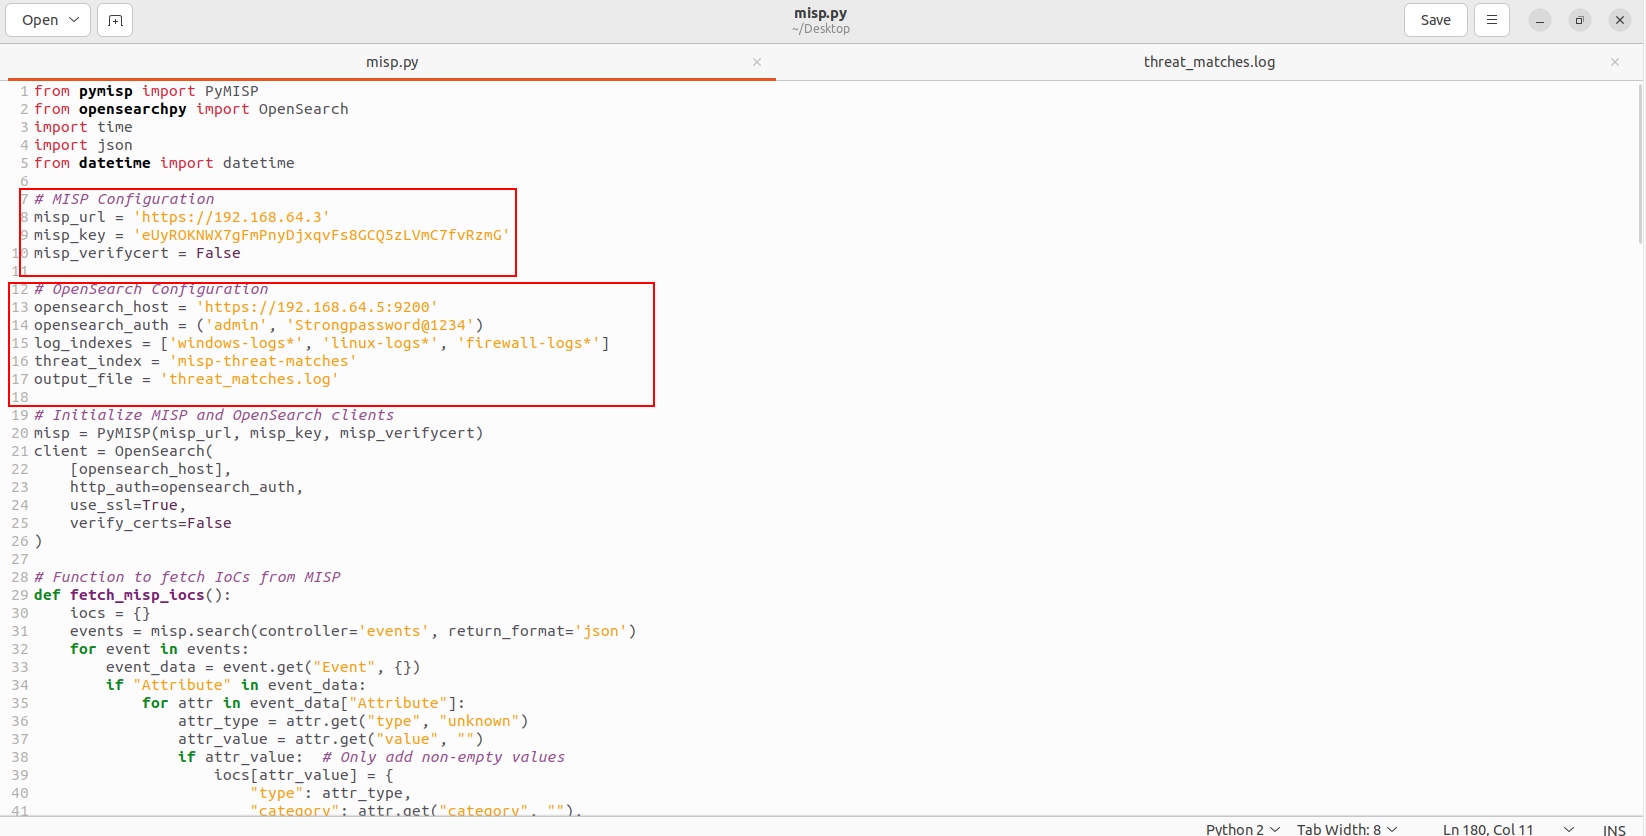 Open
misp.py
~/Desktop
Save
misp.py
threat_matches.log
1 from pymisp import PyMISP
2 from opensearchpy import OpenSearch
3 import time
4 import json
5 from datetime import datetime
6
7 # MISP Configuration
8 misp_url = 'https://192.168.64.3'
9 misp_key = 'eUyROKNWX7gFmPnyDjxqvFs8GCQ5zLVmC7fvRzmG'
10 misp_verifycert = False
11
12 # OpenSearch Configuration
13 opensearch_host = 'https://192.168.64.5:9200'
14 opensearch_auth = ('admin', 'Strongpassword@1234')
15 log_indexes = ['windows-logs*', 'linux-logs*', 'firewall-logs*']
16 threat_index = 'misp-threat-matches'
17 output_file = 'threat_matches.log'
18
19 # Initialize MISP and OpenSearch clients
20 misp = PyMISP(misp_url, misp_key, misp_verifycert)
21 client = OpenSearch(
22     [opensearch_host],
23     http_auth=opensearch_auth,
24     use_ssl=True,
25     verify_certs=False
26 )
27
28 # Function to fetch IoCs from MISP
29 def fetch_misp_iocs():
30     iocs = {}
31     events = misp.search(controller='events', return_format='json')
32     for event in events:
33         event_data = event.get("Event", {})
34         if "Attribute" in event_data:
35             for attr in event_data["Attribute"]:
36                 attr_type = attr.get("type", "unknown")
37                 attr_value = attr.get("value", "")
38                 if attr_value:  # Only add non-empty values
39                     iocs[attr_value] = {
40                         "type": attr_type,
41                         "category": attr.get("category", ""),
Python 2
Tab Width: 8
Ln 180, Col 11
INS